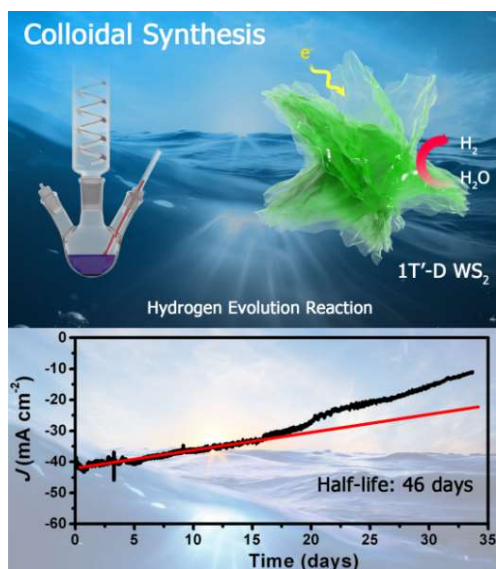 Colloidal Synthesis
e⁻
H₂
H₂O
1T'-D WS₂
Hydrogen Evolution Reaction
0
-10
-20
-30
-40
-50
-60
J (mA cm⁻²)
Half-life: 46 days
0 5 10 15 20 25 30 35
Time (days)